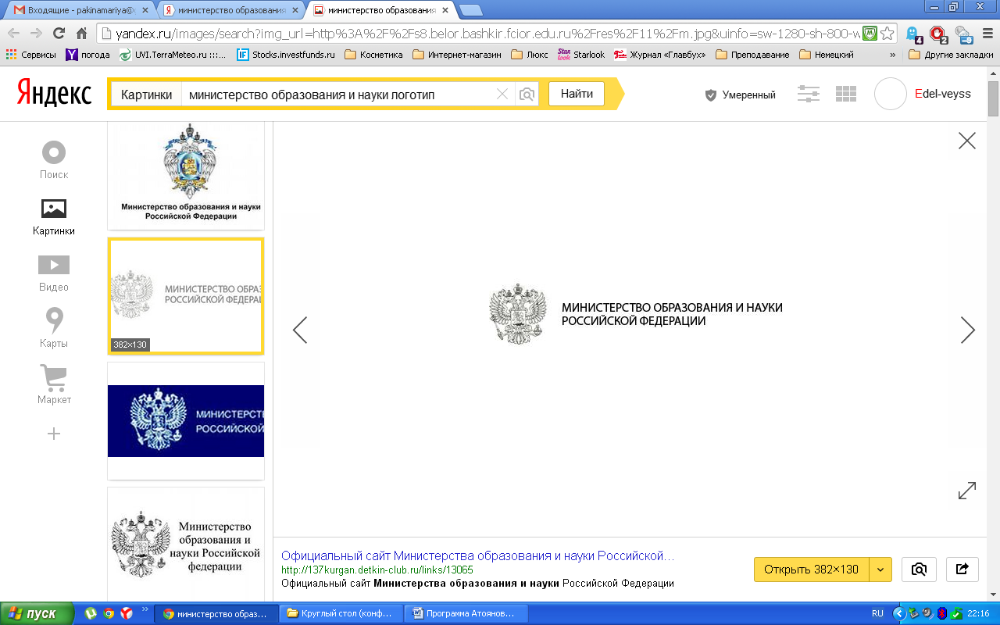 Входящие - pakinamariya@g
министерство образования
министерство образования
yandex.ru/images/search?img_url=http%3A%2F%2Fs8.baior.bashkir.fcior.edu.ru%2Fres%2F11%2Fm.jpg&uinfo=sw-1280-sh-800-w
Сервисы
погода
UVI.TerraMeteo.ru ::::...
Stocks.investfunds.ru
Косметика
Интернет-магазин
Люкс
Starlook
Журнал «Главбух»
Преподавание
Немецкий
»
Другие закладки
Яндекс
Картинки
министерство образования и науки логотип
Найти
Умеренный
Edel-veyss
Поиск
Картинки
Видео
Карты
Маркет
Министерство образования и науки
Российской Федерации
МИНИСТЕРСТВО ОБРАЗ
РОССИЙСКОЙ ФЕДЕРАЦ
382×130
МИНИСТЕРСТ
РОССИЙСКОЙ
Министерство
образования и
науки Российской
федерации
МИНИСТЕРСТВО ОБРАЗОВАНИЯ И НАУКИ
РОССИЙСКОЙ ФЕДЕРАЦИИ
Официальный сайт Министерства образования и науки Российской…
http://137kurgan.detkin-club.ru/links/13065
Официальный сайт Министерства образования и науки Российской Федерации
Открыть 382×130
пуск
министерство образ...
Круглый стол (конф...
Программа Атоянов...
RU
22:16